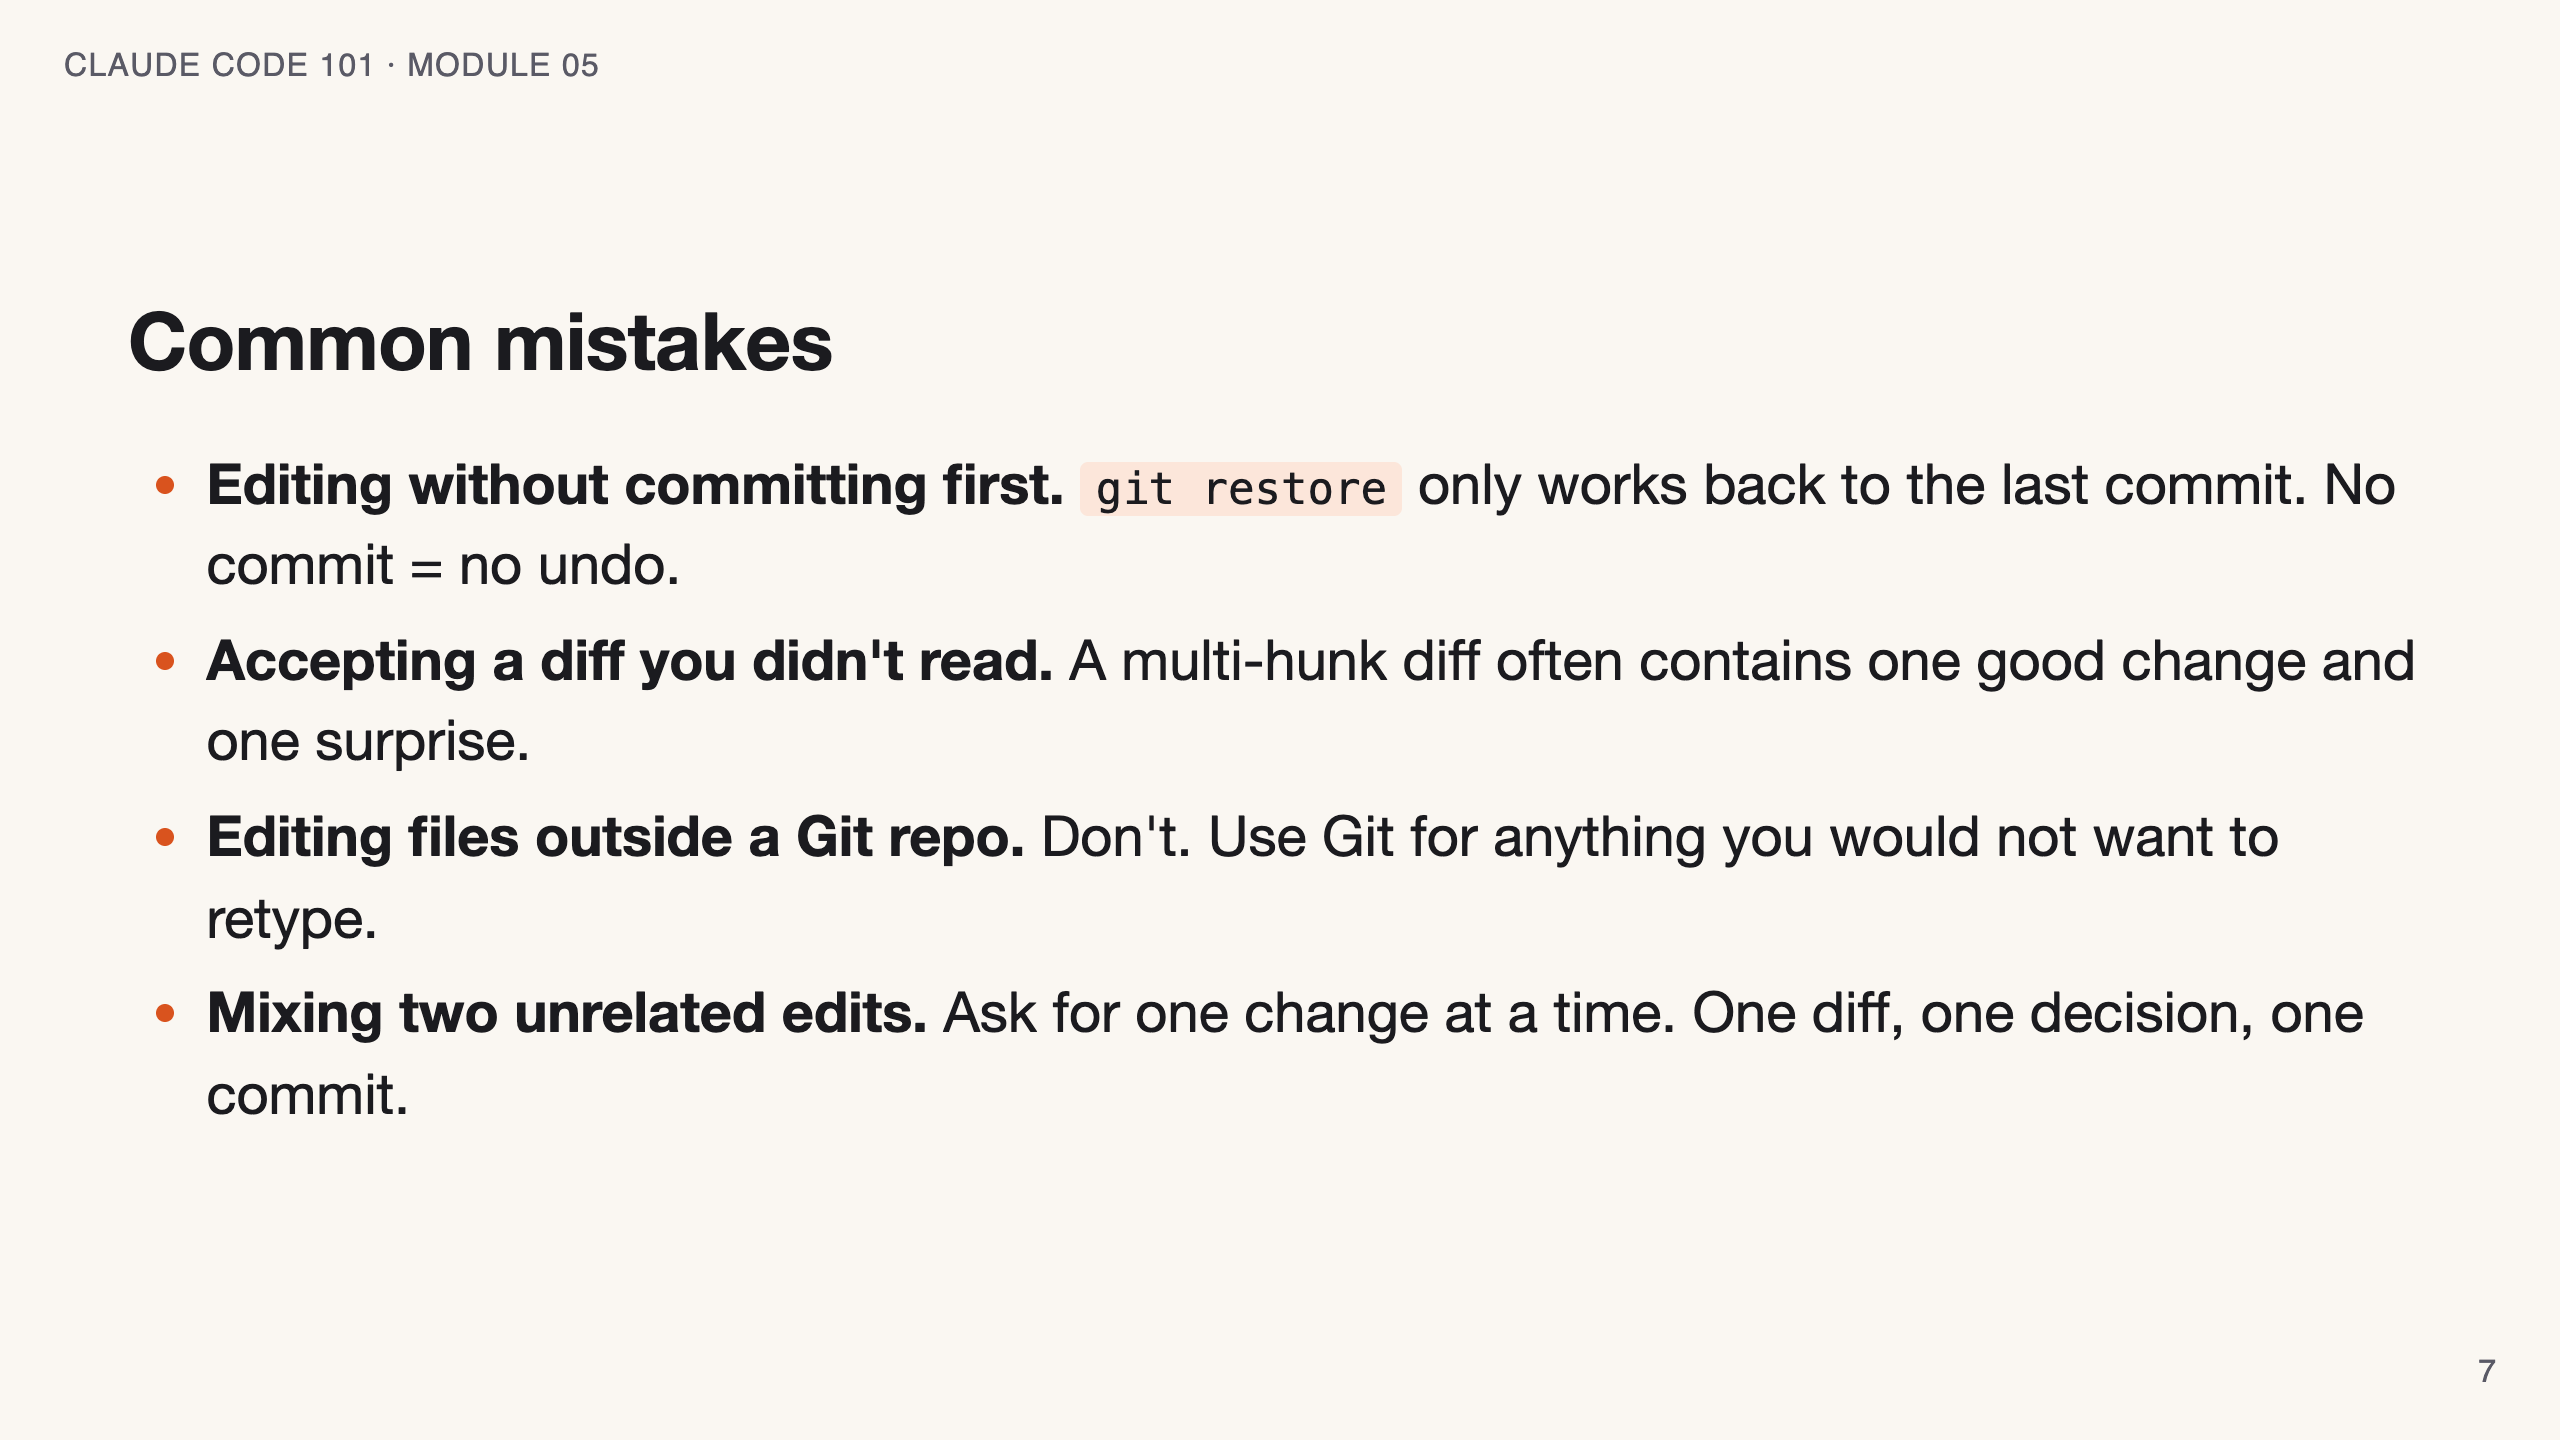 CLAUDE CODE 101 · MODULE 05
Common mistakes
• Editing without committing first. git restore only works back to the last commit. No
commit = no undo.
• Accepting a diff you didn't read. A multi-hunk diff often contains one good change and
one surprise.
• Editing files outside a Git repo. Don't. Use Git for anything you would not want to
retype.
• Mixing two unrelated edits. Ask for one change at a time. One diff, one decision, one
commit.
7